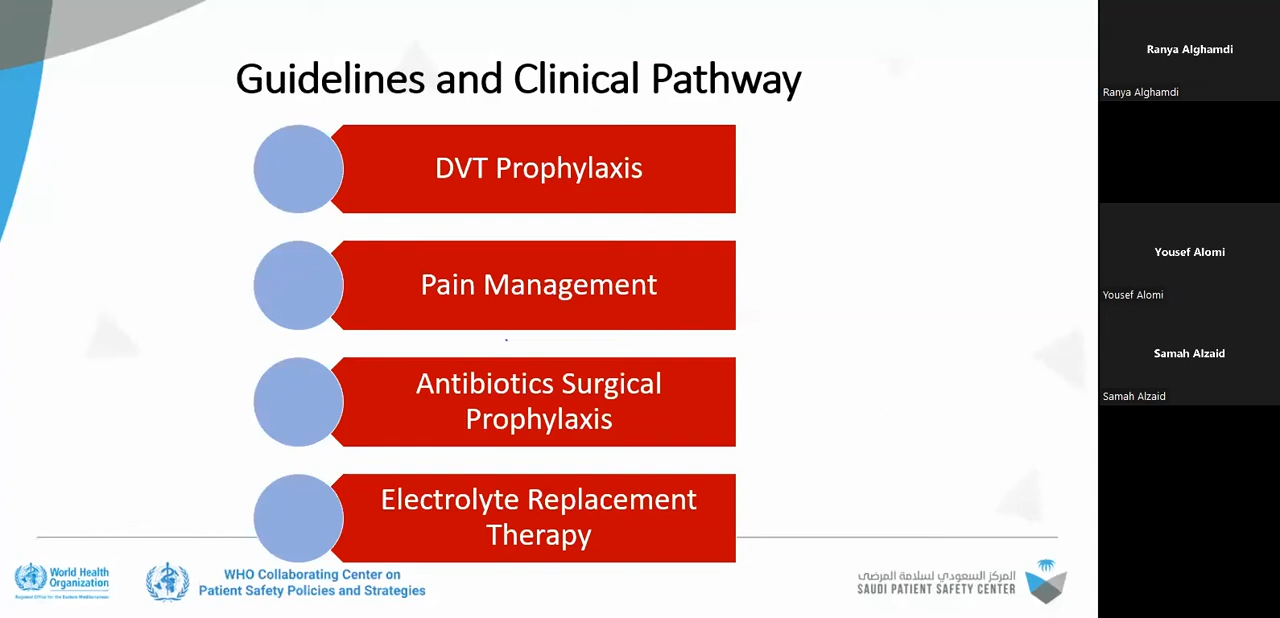 Guidelines and Clinical Pathway
DVT Prophylaxis
Pain Management
Antibiotics Surgical
Prophylaxis
Electrolyte Replacement
Therapy
World Health
Organization
Regional Office for the Eastern Mediterranean
WHO Collaborating Center on
Patient Safety Policies and Strategies
المركز السعودي لسلامة المرضى
SAUDI PATIENT SAFETY CENTER
Ranya Alghamdi
Ranya Alghamdi
Yousef Alomi
Yousef Alomi
Samah Alzaid
Samah Alzaid